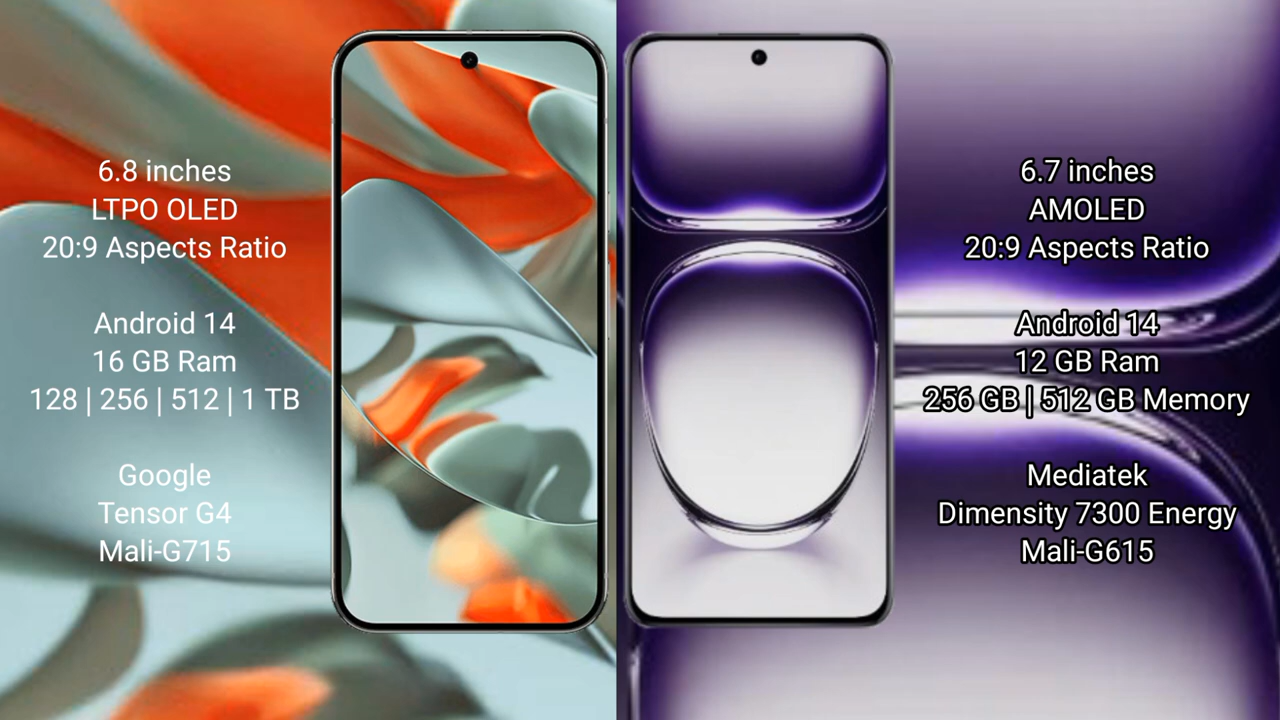 6.8 inches
LTPO OLED
20:9 Aspects Ratio
Android 14
16 GB Ram
128 | 256 | 512 | 1 TB
Google
Tensor G4
Mali-G715
6.7 inches
AMOLED
20:9 Aspects Ratio
Android 14
12 GB Ram
256 GB | 512 GB Memory
Mediatek
Dimensity 7300 Energy
Mali-G615